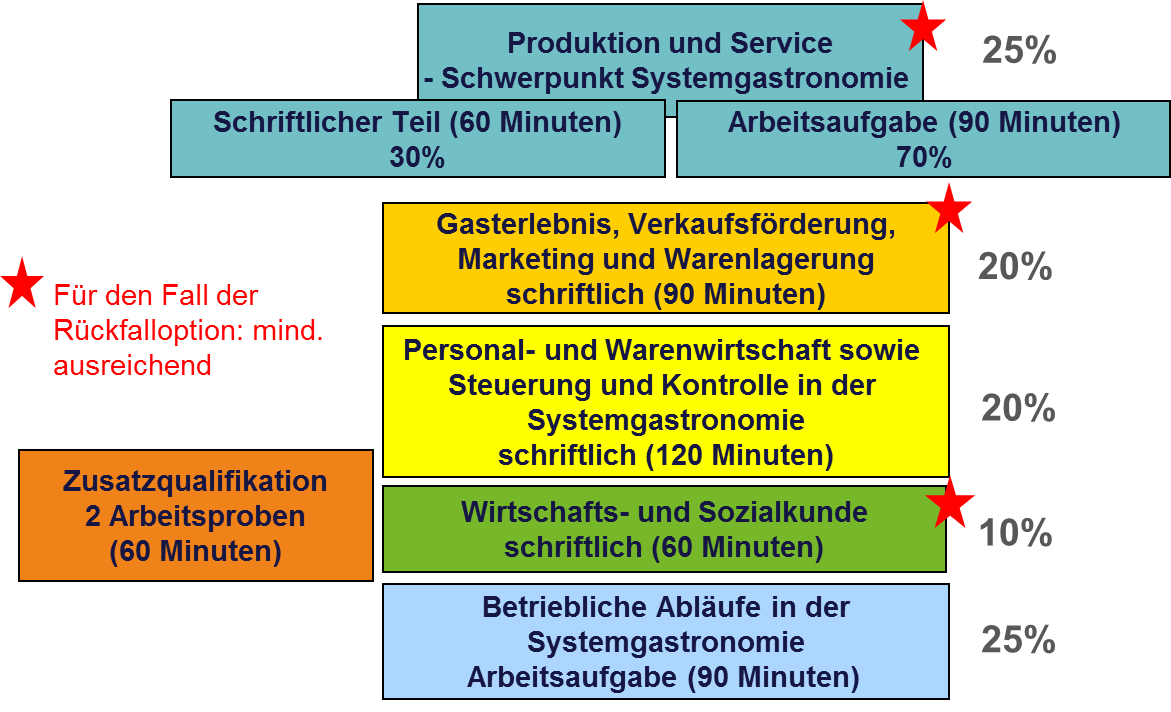 Produktion und Service
- Schwerpunkt Systemgastronomie
25%
Schriftlicher Teil (60 Minuten)
30%
Arbeitsaufgabe (90 Minuten)
70%
Gasterlebnis, Verkaufsförderung,
Marketing und Warenlagerung
schriftlich (90 Minuten)
20%
Für den Fall der
Rückfalloption: mind.
ausreichend
Personal- und Warenwirtschaft sowie
Steuerung und Kontrolle in der
Systemgastronomie
schriftlich (120 Minuten)
20%
Zusatzqualifikation
2 Arbeitsproben
(60 Minuten)
Wirtschafts- und Sozialkunde
schriftlich (60 Minuten)
10%
Betriebliche Abläufe in der
Systemgastronomie
Arbeitsaufgabe (90 Minuten)
25%